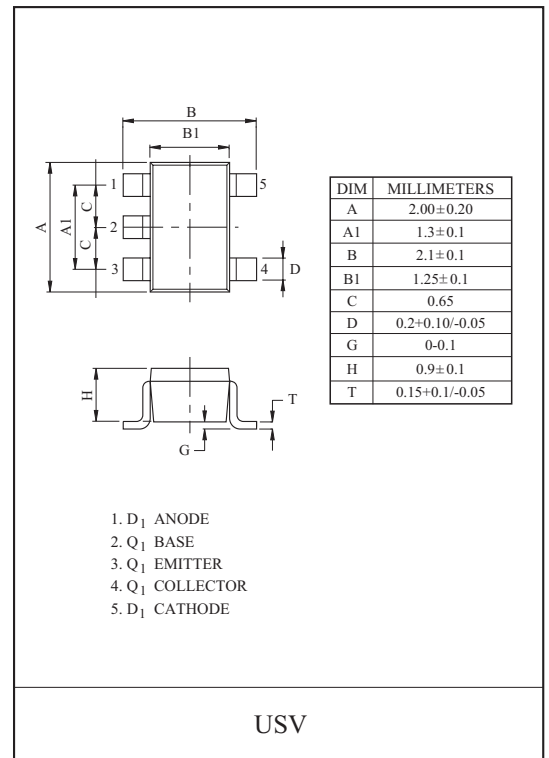 B
B1
1
5
C
A1
A
2
C
3
4
D
DIM MILLIMETERS
A 2.00±0.20
A1 1.3±0.1
B 2.1±0.1
B1 1.25±0.1
C 0.65
D 0.2+0.10/-0.05
G 0-0.1
H 0.9±0.1
T 0.15+0.1/-0.05
H
T
G
1. D1 ANODE
2. Q1 BASE
3. Q1 EMITTER
4. Q1 COLLECTOR
5. D1 CATHODE
USV